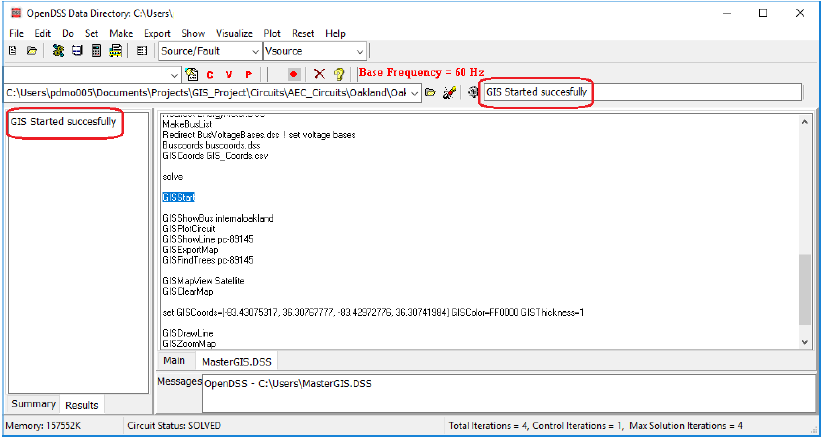 OpenDSS Data Directory: C:\Users\
File Edit Do Set Make Export Show Visualize Plot Reset Help
Source/Fault Vsource
C V P Base Frequency = 60 Hz
C:\Users\pdmo005\Documents\Projects\GIS_Project\Circuits\AEC_Circuits\Oakland\Oak GIS Started succesfully
GIS Started succesfully
MakeBusList
Redirect BusVoltageBases.dss ! set voltage bases
Buscoords buscoords.dss
GISCoords GIS_Coords.csv
solve
GISStart
GISShowBus internaloakland
GISPlotCircuit
GISShowLine pc-89145
GISExportMap
GISFindTrees pc-89145
GISMapView Satellite
GISClearMap
set GISCoords=[-83.43075317, 36.30767777, -83.42972776, 36.30741984] GISColor=FF0000 GISThickness=1
GISDrawLine
GISZoomMap
Main MasterGIS.DSS
Messages OpenDSS - C:\Users\MasterGIS.DSS
Summary Results
Memory: 157552K Circuit Status: SOLVED Total Iterations = 4, Control Iterations = 1, Max Solution Iterations = 4